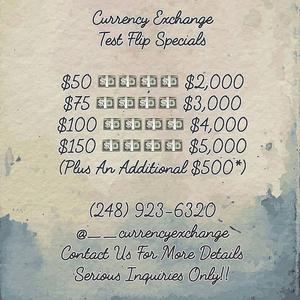 Currency Exchange
Test Flip Specials
$50 💵💵💵💵 $2,000
$75 💵💵💵💵 $3,000
$100 💵💵💵💵 $4,000
$150 💵💵💵💵 $5,000
(Plus An Additional $500*)
(248) 923-6320
@__currencyexchange
Contact Us For More Details
Serious Inquiries Only!!